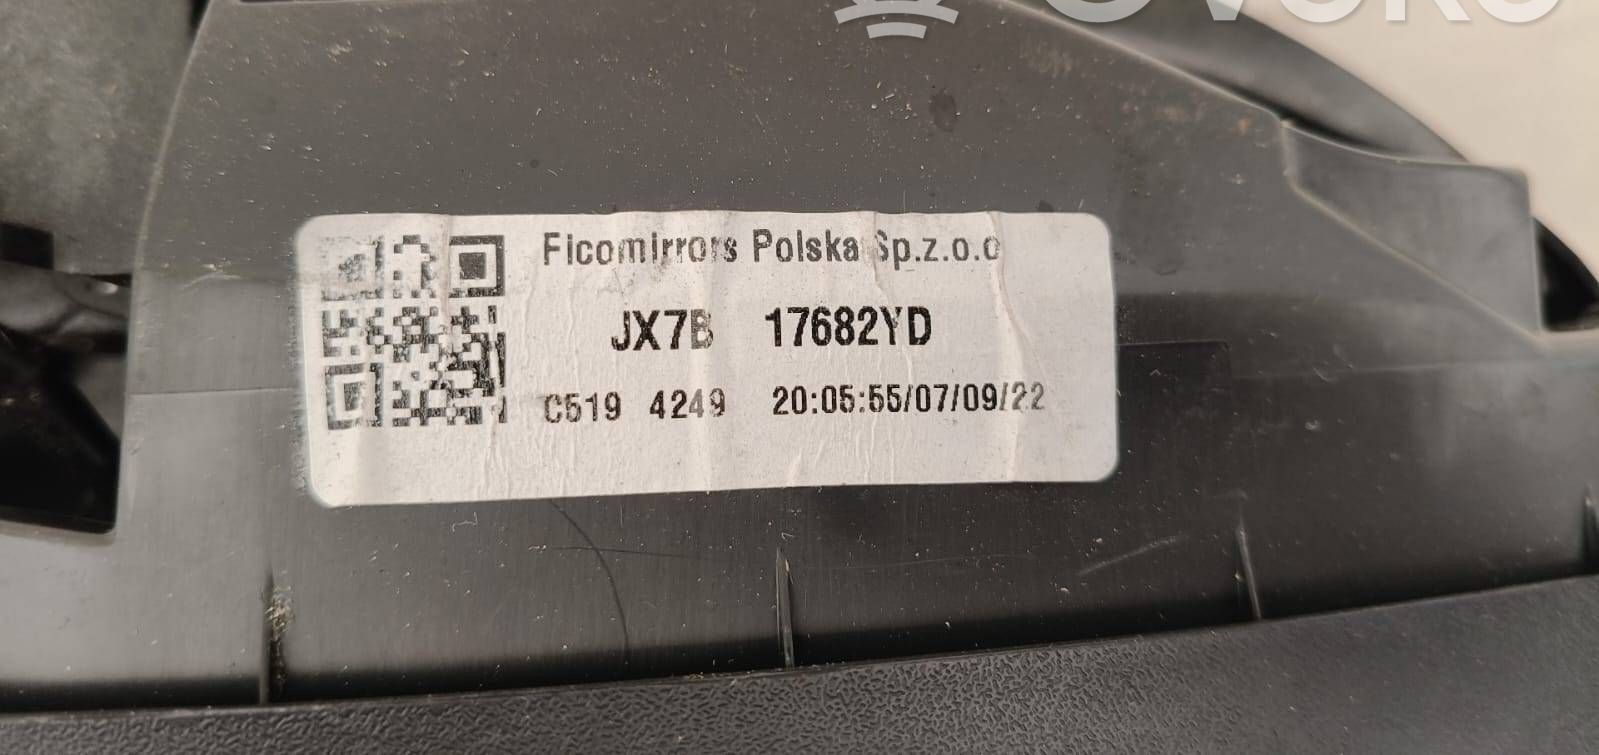 Ficomirrors Polska Sp.z.o.o
JX7B 17682YD
C519 4249 20:05:55/07/09/22